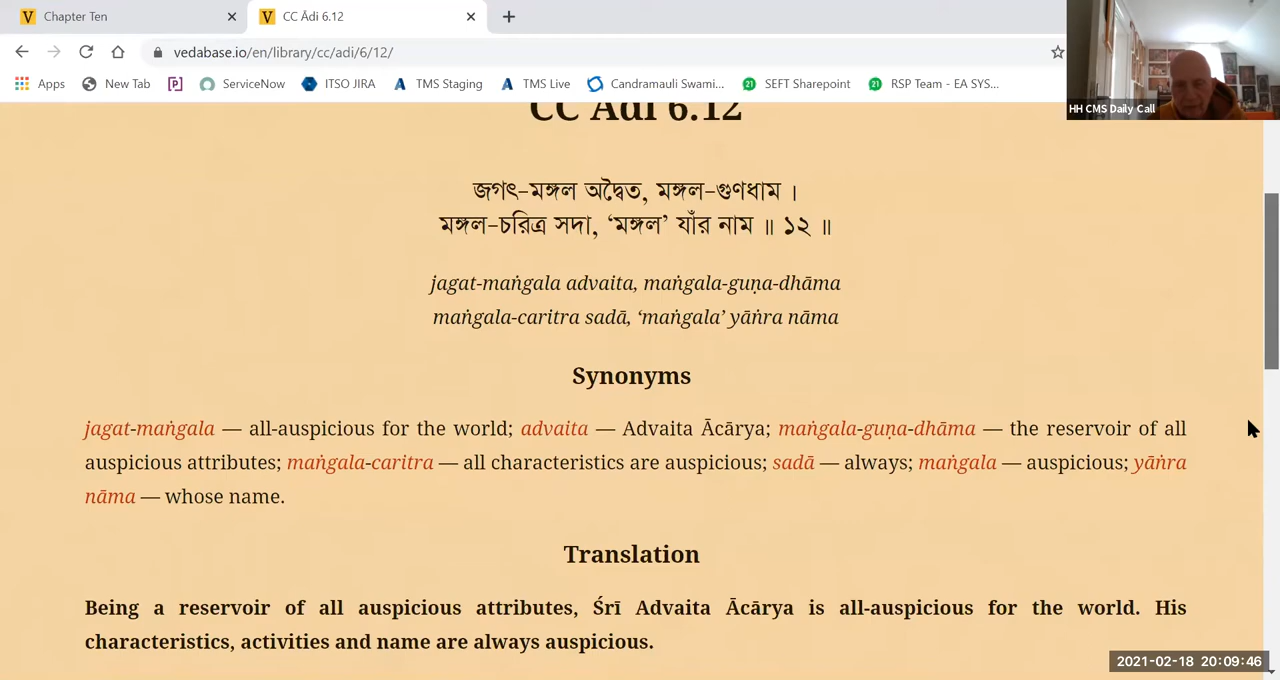 Chapter Ten
CC Ādi 6.12
vedabase.io/en/library/cc/adi/6/12/
Apps New Tab ServiceNow ITSO JIRA TMS Staging TMS Live Candramauli Swami... SEFT Sharepoint RSP Team - EA SYS...
HH CMS Daily Call
CC Ādi 6.12
জগৎ-মঙ্গল অদ্বৈত, মঙ্গল-গুণধাম ।
মঙ্গল-চরিত্র সদা, ‘মঙ্গল’ যাঁর নাম ॥ ১২ ॥
jagat-maṅgala advaita, maṅgala-guṇa-dhāma
maṅgala-caritra sadā, ‘maṅgala’ yāṅra nāma
Synonyms
jagat-maṅgala — all-auspicious for the world; advaita — Advaita Ācārya; maṅgala-guṇa-dhāma — the reservoir of all
auspicious attributes; maṅgala-caritra — all characteristics are auspicious; sadā — always; maṅgala — auspicious; yāṅra
nāma — whose name.
Translation
Being a reservoir of all auspicious attributes, Śrī Advaita Ācārya is all-auspicious for the world. His
characteristics, activities and name are always auspicious.
2021-02-18 20:09:46